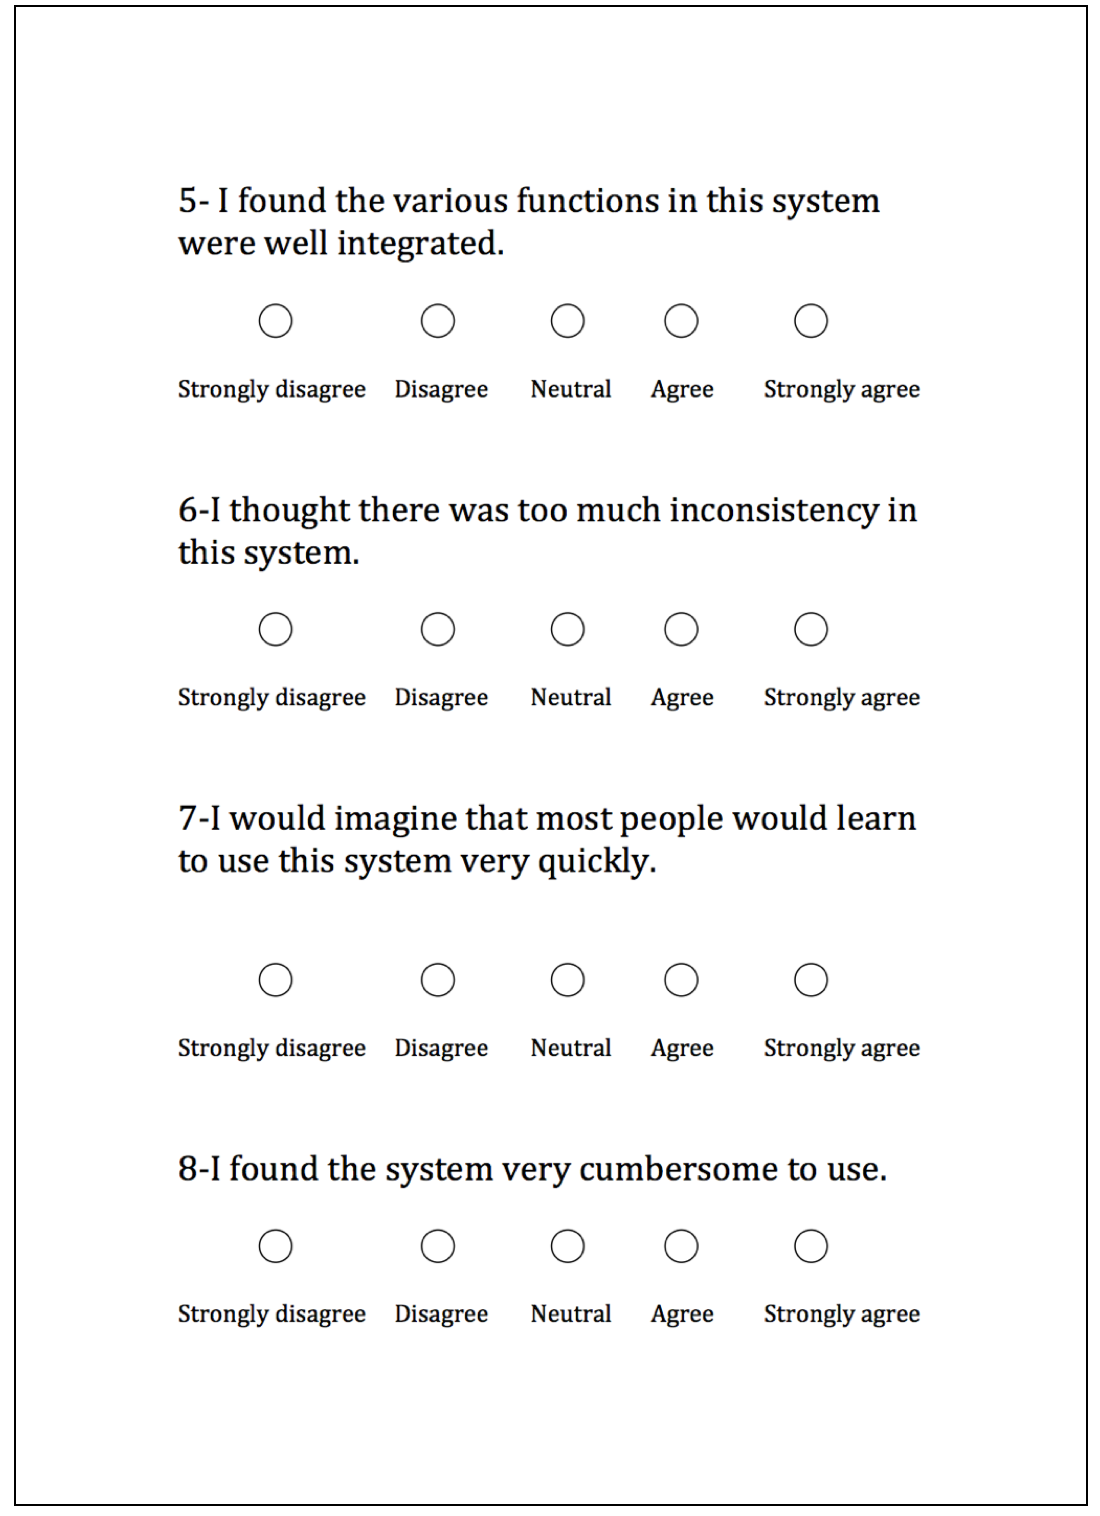 5- I found the various functions in this system
were well integrated.
Strongly disagree Disagree Neutral Agree Strongly agree
6-I thought there was too much inconsistency in
this system.
Strongly disagree Disagree Neutral Agree Strongly agree
7-I would imagine that most people would learn
to use this system very quickly.
Strongly disagree Disagree Neutral Agree Strongly agree
8-I found the system very cumbersome to use.
Strongly disagree Disagree Neutral Agree Strongly agree